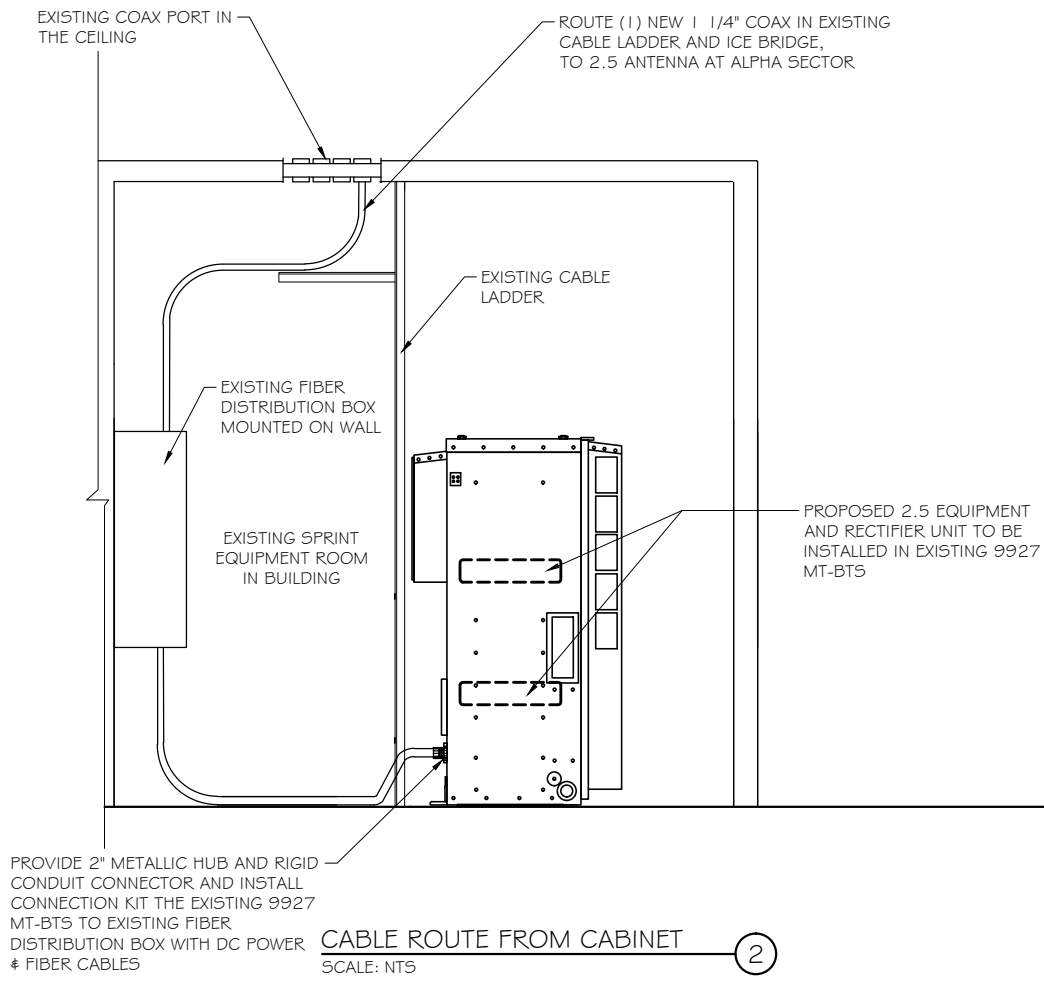 EXISTING COAX PORT IN
THE CEILING
ROUTE (1) NEW 1 1/4" COAX IN EXISTING
CABLE LADDER AND ICE BRIDGE,
TO 2.5 ANTENNA AT ALPHA SECTOR
EXISTING CABLE
LADDER
EXISTING FIBER
DISTRIBUTION BOX
MOUNTED ON WALL
EXISTING SPRINT
EQUIPMENT ROOM
IN BUILDING
PROPOSED 2.5 EQUIPMENT
AND RECTIFIER UNIT TO BE
INSTALLED IN EXISTING 9927
MT-BTS
PROVIDE 2" METALLIC HUB AND RIGID
CONDUIT CONNECTOR AND INSTALL
CONNECTION KIT THE EXISTING 9927
MT-BTS TO EXISTING FIBER
DISTRIBUTION BOX WITH DC POWER
& FIBER CABLES
CABLE ROUTE FROM CABINET
SCALE: NTS
2